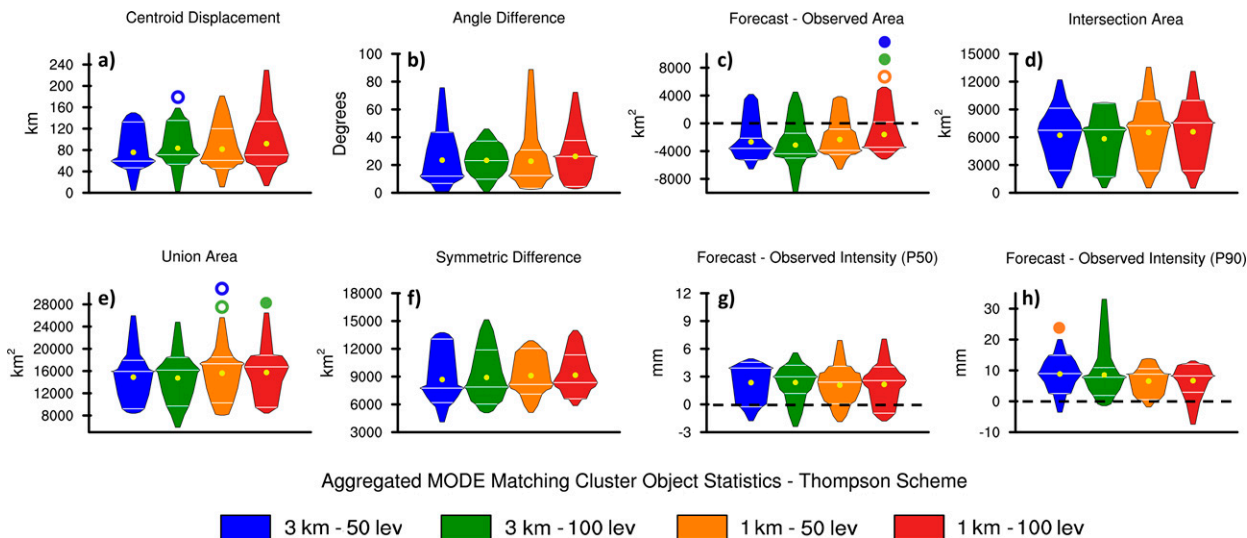 Centroid Displacement
Angle Difference
Forecast - Observed Area
Intersection Area
a)
b)
c)
d)
240
200
160
120
80
40
0
km
100
80
60
40
20
0
Degrees
8000
4000
0
-4000
-8000
km²
15000
12000
9000
6000
3000
0
km²
Union Area
Symmetric Difference
Forecast - Observed Intensity (P50)
Forecast - Observed Intensity (P90)
e)
f)
g)
h)
28000
24000
20000
16000
12000
8000
km²
18000
15000
12000
9000
6000
3000
km²
12
9
6
3
0
-3
mm
30
20
10
0
-10
mm
Aggregated MODE Matching Cluster Object Statistics - Thompson Scheme
3 km - 50 lev
3 km - 100 lev
1 km - 50 lev
1 km - 100 lev